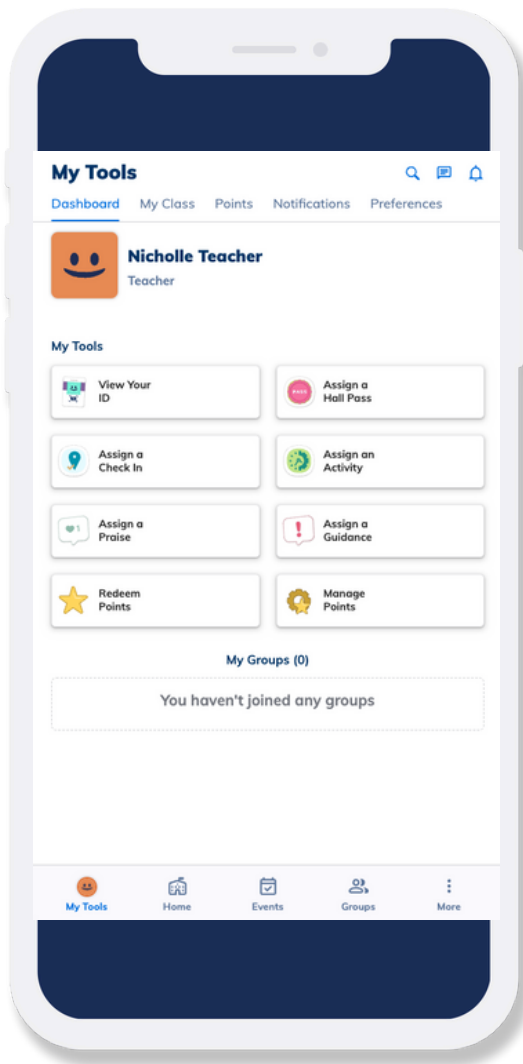 My Tools
Dashboard My Class Points Notifications Preferences
Nicholle Teacher
Teacher
My Tools
View Your
ID
PASS
Assign a
Hall Pass
Assign a
Check In
Assign an
Activity
1
Assign a
Praise
Assign a
Guidance
Redeem
Points
Manage
Points
My Groups (0)
You haven't joined any groups
My Tools Home Events Groups More